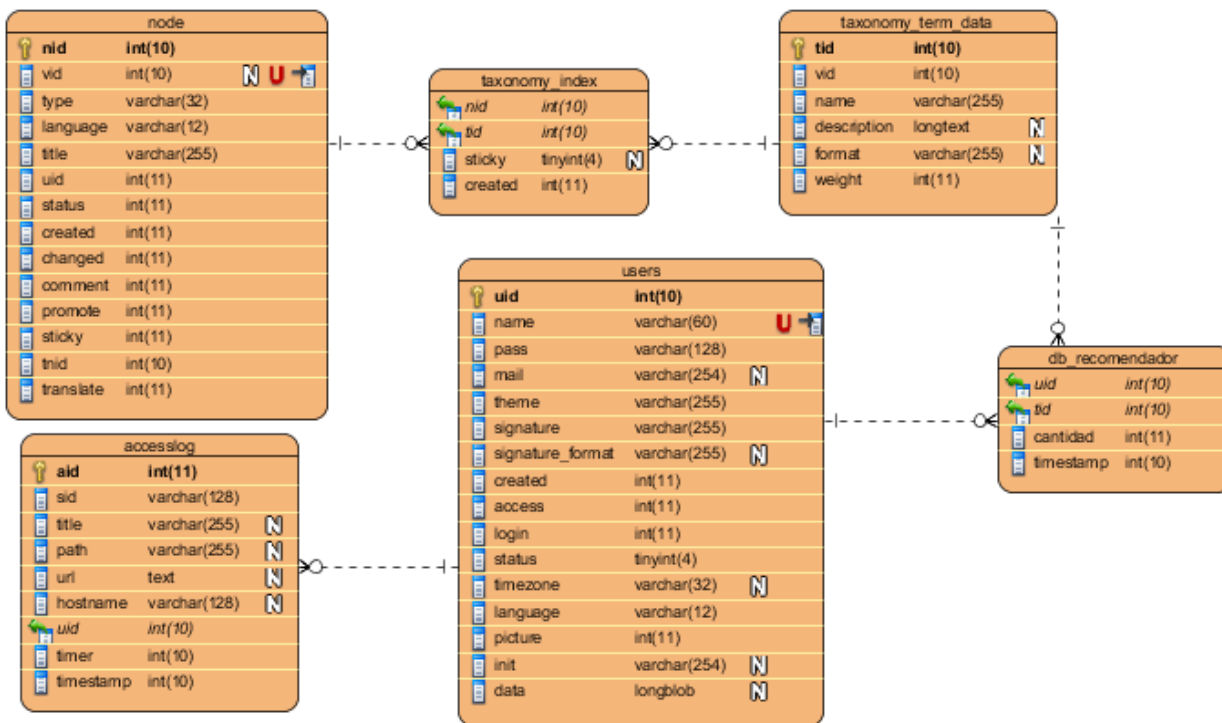 node
nid int(10)
vid int(10) N U
type varchar(32)
language varchar(12)
title varchar(255)
uid int(11)
status int(11)
created int(11)
changed int(11)
comment int(11)
promote int(11)
sticky int(11)
tnid int(10)
translate int(11)
taxonomy_index
nid int(10)
tid int(10)
sticky tinyint(4) N
created int(11)
taxonomy_term_data
tid int(10)
vid int(10)
name varchar(255)
description longtext N
format varchar(255) N
weight int(11)
users
uid int(10)
name varchar(60) U
pass varchar(128)
mail varchar(254) N
theme varchar(255)
signature varchar(255)
signature_format varchar(255) N
created int(11)
access int(11)
login int(11)
status tinyint(4)
timezone varchar(32) N
language varchar(12)
picture int(11)
init varchar(254) N
data longblob N
db_recomendador
uid int(10)
tid int(10)
cantidad int(11)
timestamp int(10)
accesslog
aid int(11)
sid varchar(128)
title varchar(255) N
path varchar(255) N
url text N
hostname varchar(128) N
uid int(10)
timer int(10)
timestamp int(10)